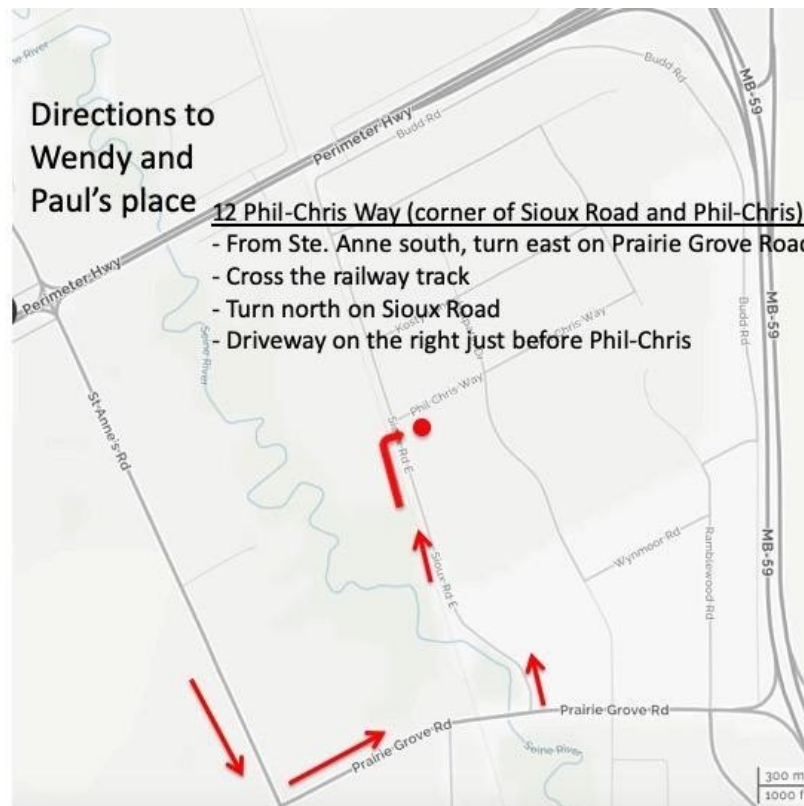 Seine River
Budd Rd
MB-59
Directions to
Wendy and
Paul's place
Perimeter Hwy
Budd Rd
12 Phil-Chris Way (corner of Sioux Road and Phil-Chris)
- From Ste. Anne south, turn east on Prairie Grove Road
- Cross the railway track
- Turn north on Sioux Road
- Driveway on the right just before Phil-Chris
Perimeter Hwy
Budd Rd
MB-59
Seine River
Chris Way
Phil-Chris Way
St Anne's Rd
Sioux Rd E
Wynmoor Rd
Ramblewood Rd
MB-59
Sioux Rd E
Prairie Grove Rd
Prairie Grove Rd
Seine River
300 m
1000 f